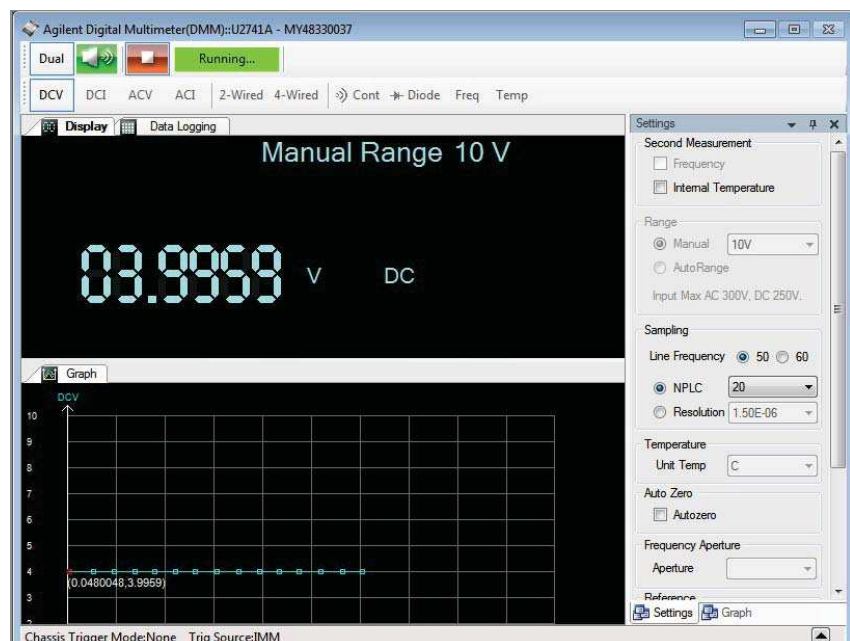 Agilent Digital Multimeter(DMM)::U2741A - MY48330037
Dual Running...
DCV DCI ACV ACI 2-Wired 4-Wired Cont Diode Freq Temp
Display Data Logging
Manual Range 10 V
03.9959 V DC
Graph
DCV
10
9
8
7
6
5
4
(0.0480048,3.9959)
3
2
Settings
Second Measurement
Frequency
Internal Temperature
Range
Manual 10V
AutoRange
Input Max AC 300V, DC 250V.
Sampling
Line Frequency 50 60
NPLC 20
Resolution 1.50E-06
Temperature
Unit Temp C
Auto Zero
Autozero
Frequency Aperture
Aperture
Reference
Settings Graph
Chassis Trigger Mode:None Trig Source:IMM